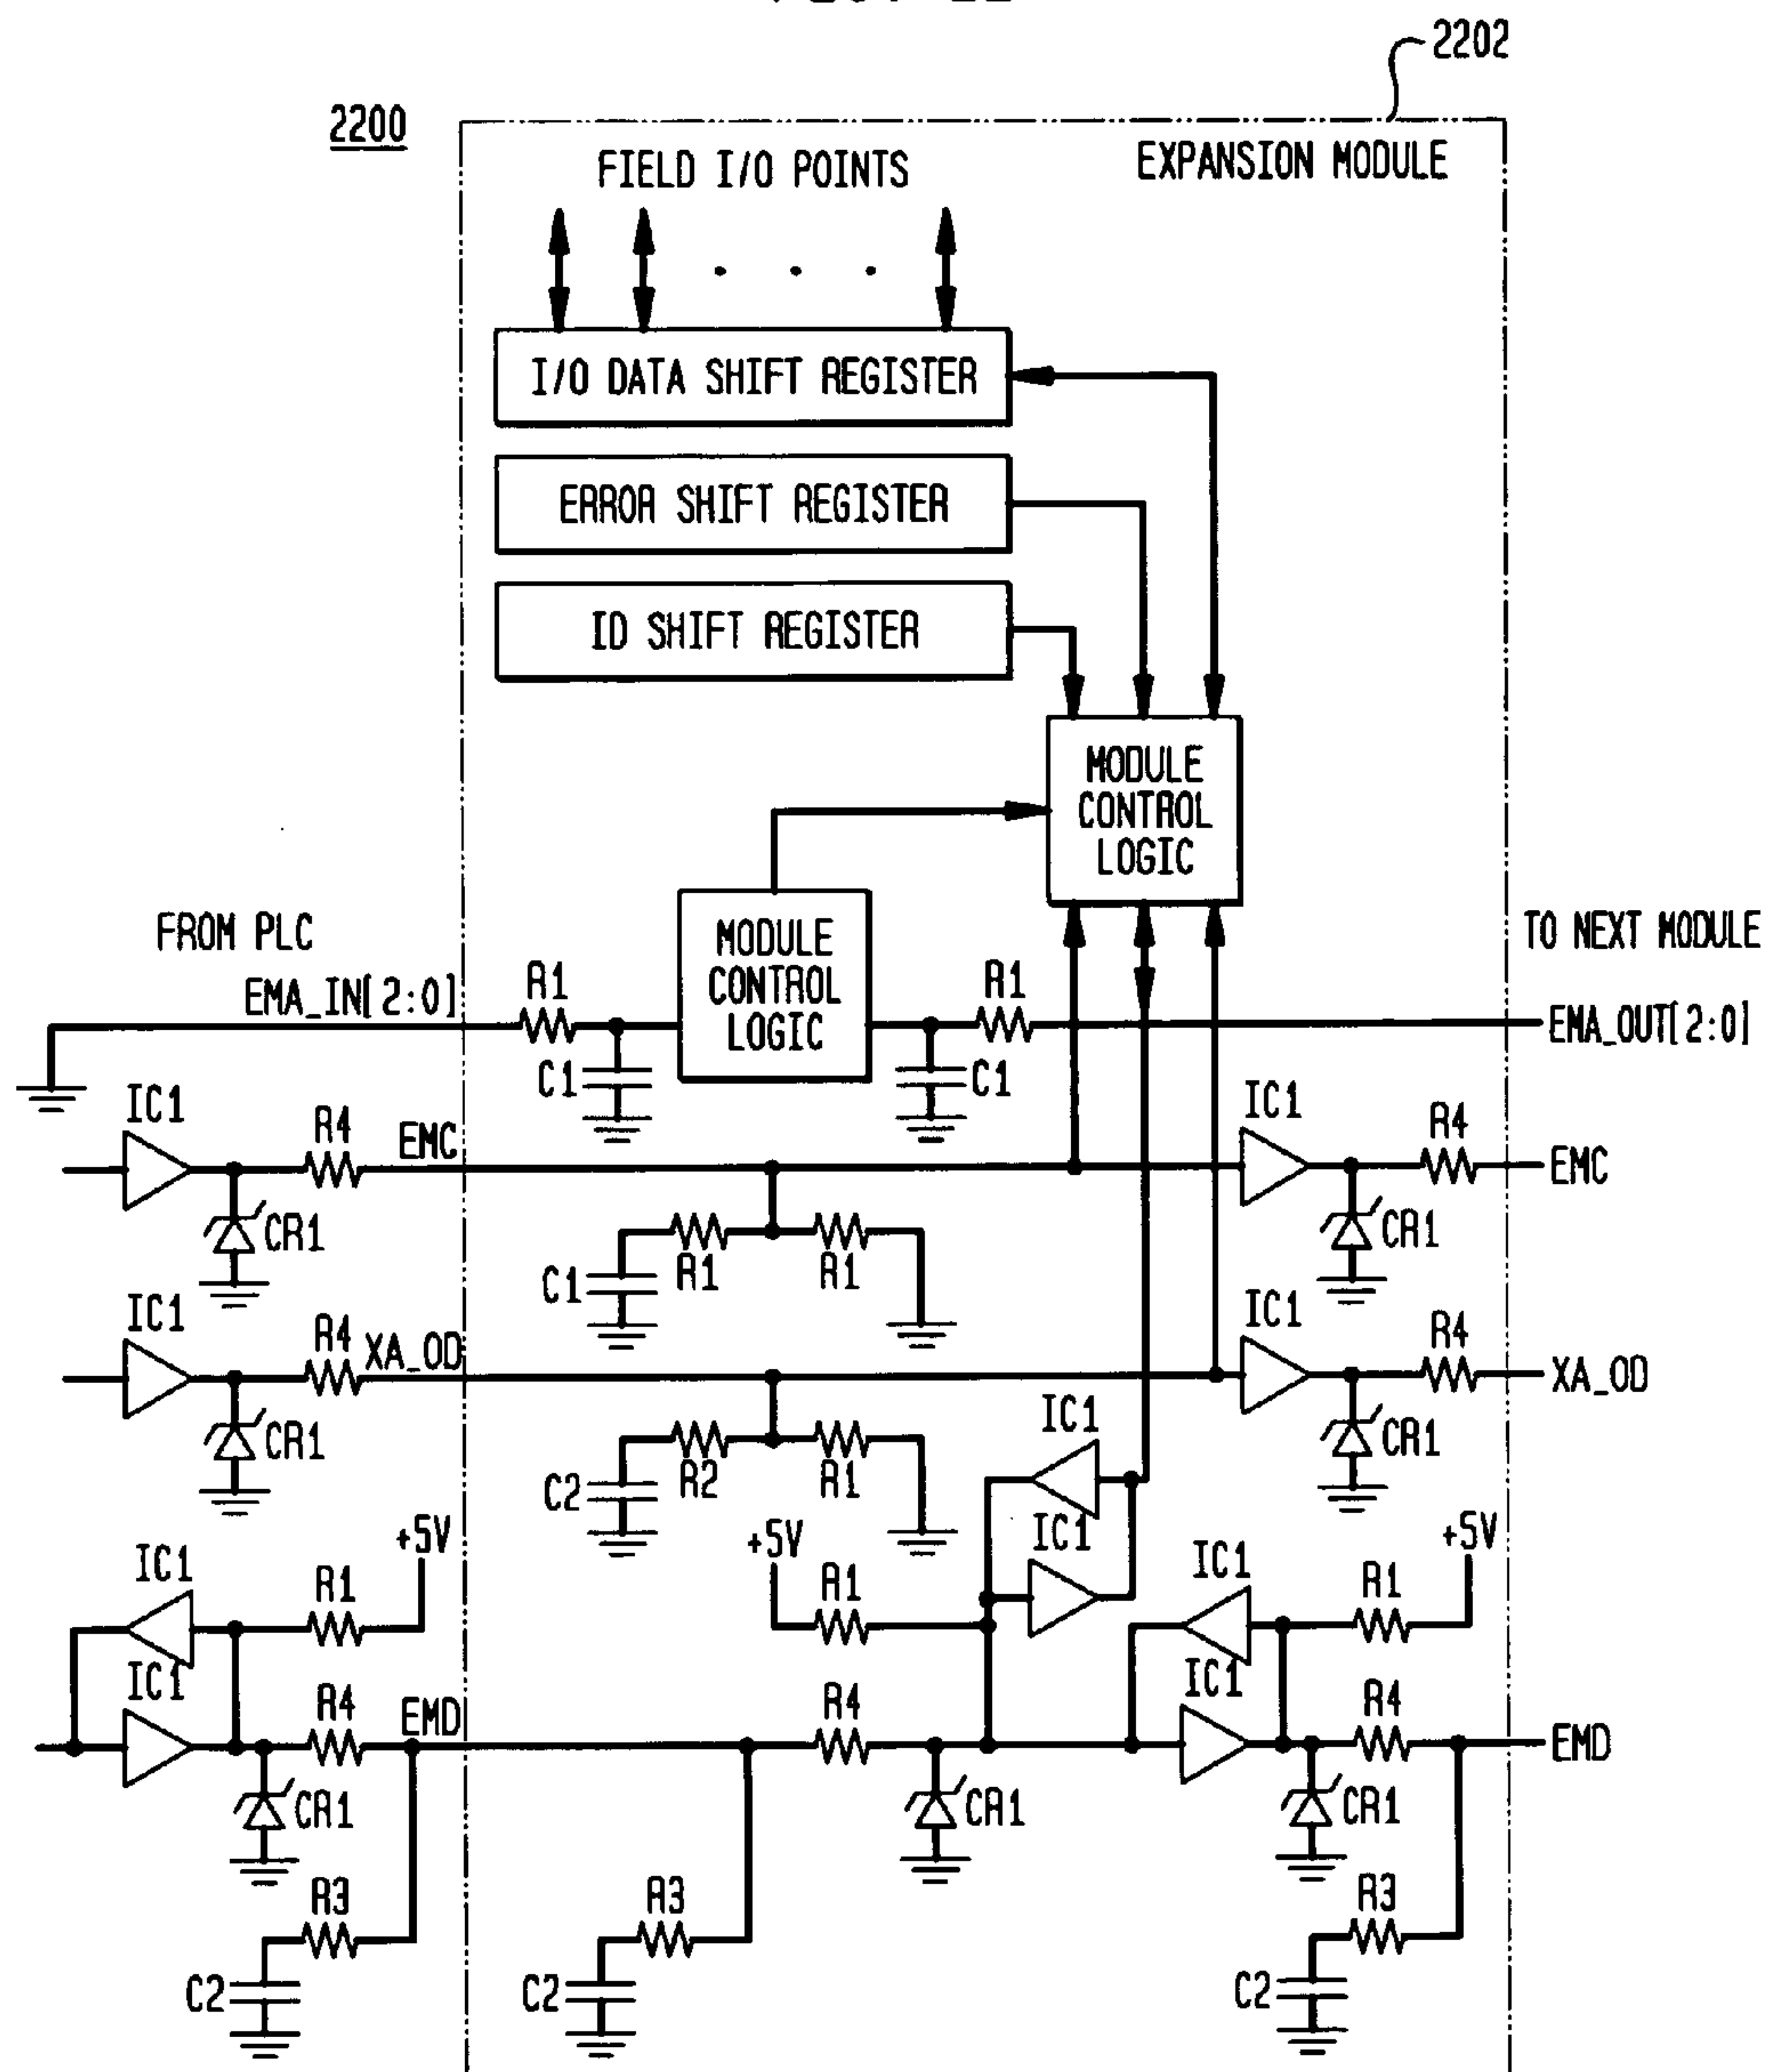 2202
2200
FIELD I/O POINTS
EXPANSION MODULE
I/O DATA SHIFT REGISTER
ERROR SHIFT REGISTER
ID SHIFT REGISTER
MODULE
CONTROL
LOGIC
FROM PLC
MODULE
CONTROL
LOGIC
TO NEXT MODULE
EMA_IN[2:0]
R1
R1
EMA_OUT[2:0]
C1
C1
IC1
R4
EMC
IC1
R4
EMC
CR1
R1
R1
CR1
C1
IC1
R4
XA_OD
IC1
R4
XA_OD
CR1
IC1
CR1
C2
R2
R1
+5V
IC1
+5V
IC1
R1
R1
IC1
R1
+5V
IC1
R4
EMD
R4
IC1
R4
EMD
CR1
CR1
CR1
R3
R3
R3
C2
C2
C2